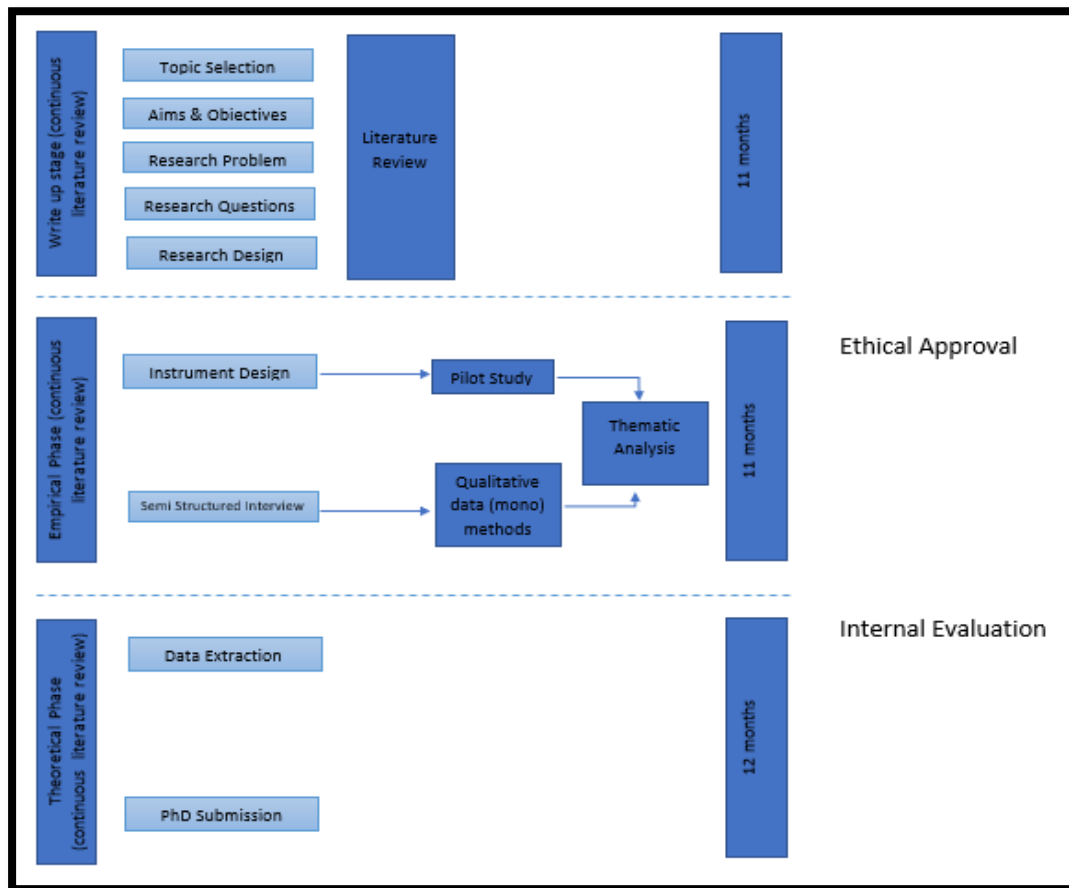 Write up stage (continuous
literature review)
Topic Selection
Aims & Obiectives
Research Problem
Research Questions
Research Design
Literature
Review
11 months
Ethical Approval
Empirical Phase (continuous
literature review)
Instrument Design
Pilot Study
Thematic
Analysis
Semi Structured Interview
Qualitative
data (mono)
methods
11 months
Internal Evaluation
Theoretical Phase
(continuous literature review)
Data Extraction
PhD Submission
12 months